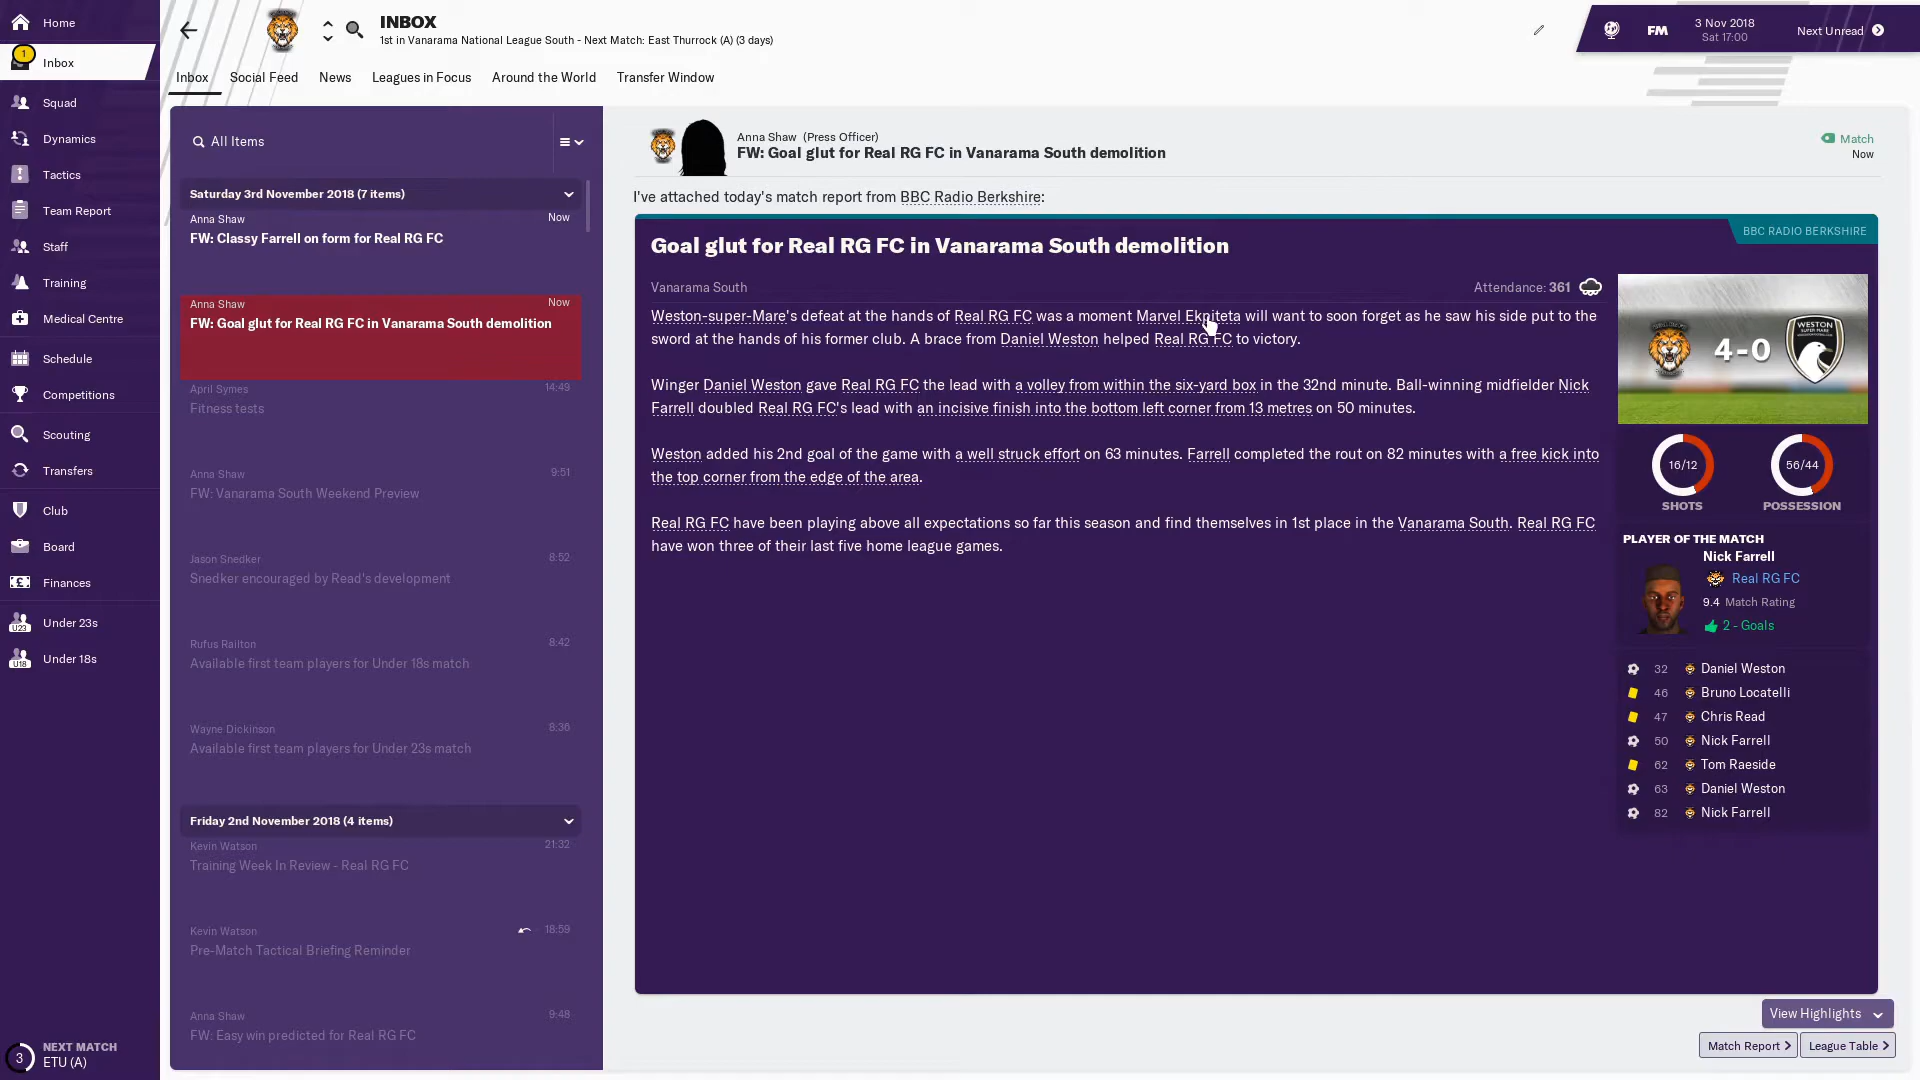 Home
1
Inbox
Squad
Dynamics
Tactics
Team Report
Staff
Training
Medical Centre
Schedule
Competitions
Scouting
Transfers
Club
Board
Finances
U23
Under 23s
U18
Under 18s
3
NEXT MATCH
ETU (A)
INBOX
1st in Vanarama National League South - Next Match: East Thurrock (A) (3 days)
FM
3 Nov 2018
Sat 17:00
Next Unread
Inbox
Social Feed
News
Leagues in Focus
Around the World
Transfer Window
All Items
Saturday 3rd November 2018 (7 items)
Anna Shaw
Now
FW: Classy Farrell on form for Real RG FC
Anna Shaw
Now
FW: Goal glut for Real RG FC in Vanarama South demolition
April Symes
14:49
Fitness tests
Anna Shaw
9:51
FW: Vanarama South Weekend Preview
Jason Snedker
8:52
Snedker encouraged by Read's development
Rufus Railton
8:42
Available first team players for Under 18s match
Wayne Dickinson
8:36
Available first team players for Under 23s match
Friday 2nd November 2018 (4 items)
Kevin Watson
21:32
Training Week In Review - Real RG FC
Kevin Watson
18:59
Pre-Match Tactical Briefing Reminder
Anna Shaw
9:48
FW: Easy win predicted for Real RG FC
Anna Shaw (Press Officer)
FW: Goal glut for Real RG FC in Vanarama South demolition
Match
Now
I've attached today's match report from BBC Radio Berkshire:
BBC RADIO BERKSHIRE
Goal glut for Real RG FC in Vanarama South demolition
Vanarama South
Attendance: 361
Weston-super-Mare's defeat at the hands of Real RG FC was a moment Marvel Ekpiteta will want to soon forget as he saw his side put to the
sword at the hands of his former club. A brace from Daniel Weston helped Real RG FC to victory.
Winger Daniel Weston gave Real RG FC the lead with a volley from within the six-yard box in the 32nd minute. Ball-winning midfielder Nick
Farrell doubled Real RG FC's lead with an incisive finish into the bottom left corner from 13 metres on 50 minutes.
Weston added his 2nd goal of the game with a well struck effort on 63 minutes. Farrell completed the rout on 82 minutes with a free kick into
the top corner from the edge of the area.
Real RG FC have been playing above all expectations so far this season and find themselves in 1st place in the Vanarama South. Real RG FC
have won three of their last five home league games.
4-0
WESTON
SUPER MARE
16/12
SHOTS
56/44
POSSESSION
PLAYER OF THE MATCH
Nick Farrell
Real RG FC
9.4 Match Rating
2 - Goals
32 Daniel Weston
46 Bruno Locatelli
47 Chris Read
50 Nick Farrell
62 Tom Raeside
63 Daniel Weston
82 Nick Farrell
View Highlights
Match Report
League Table